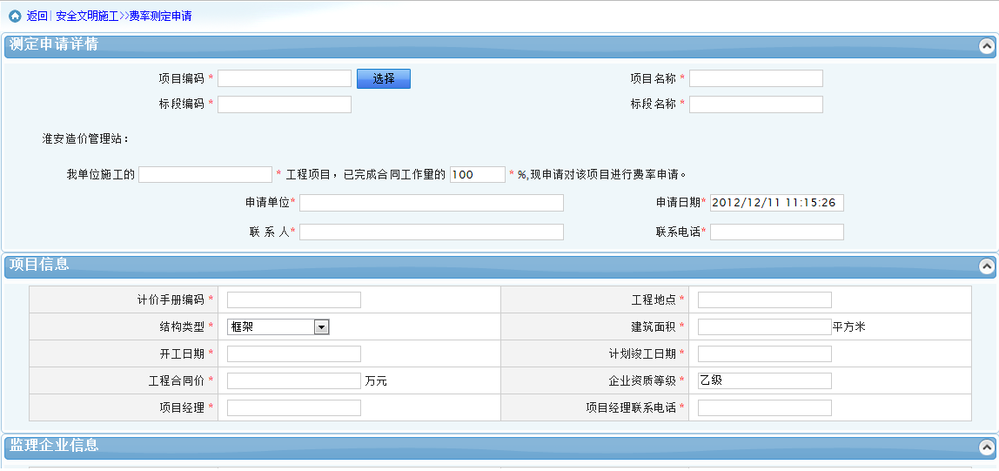 返回| 安全文明施工>>费率测定申请
测定申请详情
项目编码 * 选择 项目名称 *
标段编码 * 标段名称 *
淮安造价管理站：
我单位施工的 * 工程项目，已完成合同工作量的 100 * %,现申请对该项目进行费率申请。
申请单位* 申请日期* 2012/12/11 11:15:26
联 系 人* 联系电话*
项目信息
计价手册编码 * 工程地点 *
结构类型 * 框架 建筑面积 * 平方米
开工日期 * 计划竣工日期 *
工程合同价 * 万元 企业资质等级 * 乙级
项目经理 * 项目经理联系电话 *
监理企业信息